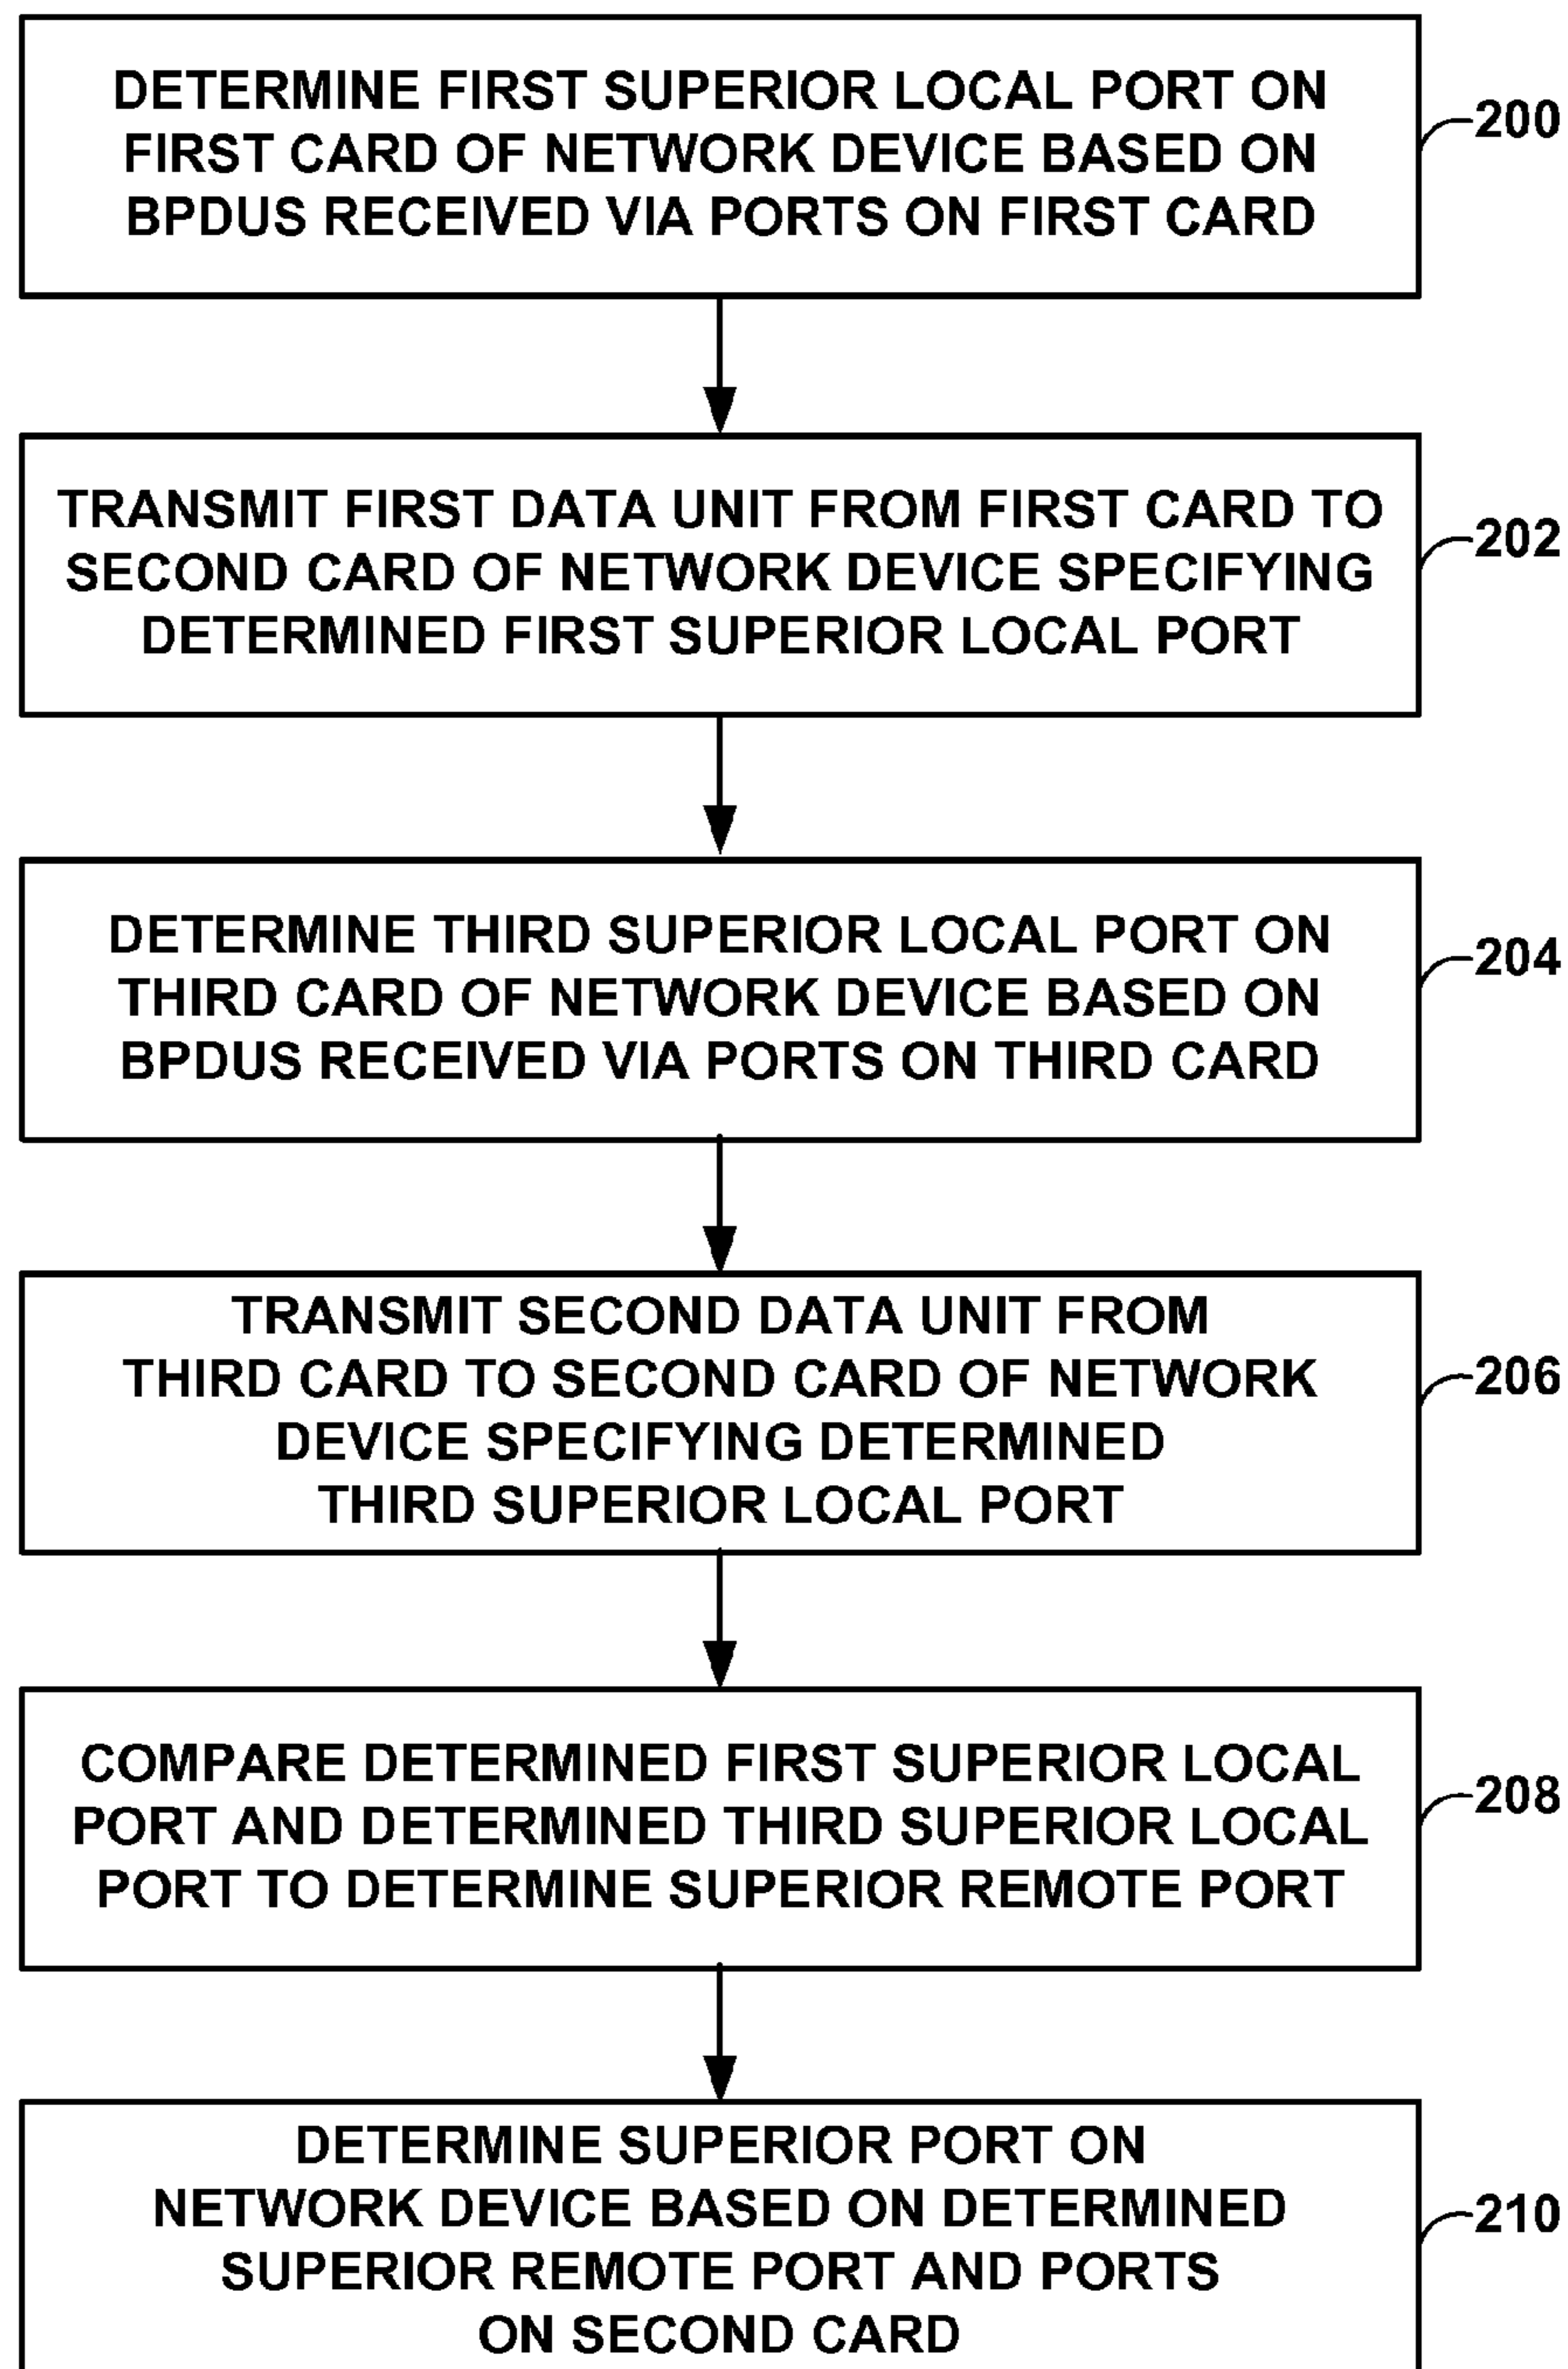 DETERMINE FIRST SUPERIOR LOCAL PORT ON
FIRST CARD OF NETWORK DEVICE BASED ON
BPDUS RECEIVED VIA PORTS ON FIRST CARD
200
TRANSMIT FIRST DATA UNIT FROM FIRST CARD TO
SECOND CARD OF NETWORK DEVICE SPECIFYING
DETERMINED FIRST SUPERIOR LOCAL PORT
202
DETERMINE THIRD SUPERIOR LOCAL PORT ON
THIRD CARD OF NETWORK DEVICE BASED ON
BPDUS RECEIVED VIA PORTS ON THIRD CARD
204
TRANSMIT SECOND DATA UNIT FROM
THIRD CARD TO SECOND CARD OF NETWORK
DEVICE SPECIFYING DETERMINED
THIRD SUPERIOR LOCAL PORT
206
COMPARE DETERMINED FIRST SUPERIOR LOCAL
PORT AND DETERMINED THIRD SUPERIOR LOCAL
PORT TO DETERMINE SUPERIOR REMOTE PORT
208
DETERMINE SUPERIOR PORT ON
NETWORK DEVICE BASED ON DETERMINED
SUPERIOR REMOTE PORT AND PORTS
ON SECOND CARD
210